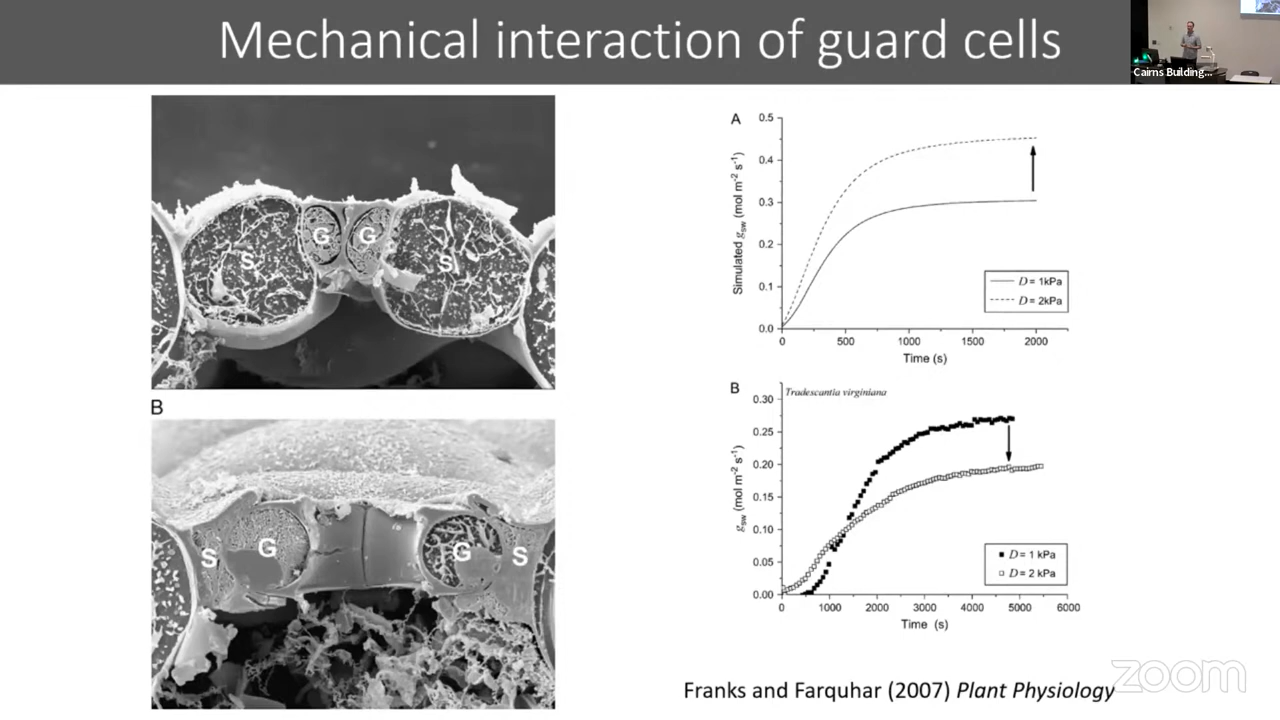 Mechanical interaction of guard cells
Cairns Building...
S
G
G
S
B
S
G
G
S
A
Simulated gsw (mol m-2 s-1)
0.5
0.4
0.3
0.2
0.1
0.0
0
500
1000
1500
2000
Time (s)
D = 1kPa
D = 2kPa
B
Tradescantia virginiana
gsw (mol m-2 s-1)
0.30
0.25
0.20
0.15
0.10
0.05
0.00
0
1000
2000
3000
4000
5000
6000
Time (s)
D = 1 kPa
D = 2 kPa
Franks and Farquhar (2007) Plant Physiology
zoom